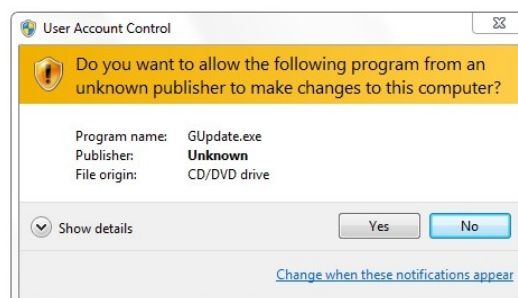 User Account Control
Do you want to allow the following program from an
unknown publisher to make changes to this computer?
Program name: GUpdate.exe
Publisher: Unknown
File origin: CD/DVD drive
Show details
Yes No
Change when these notifications appear